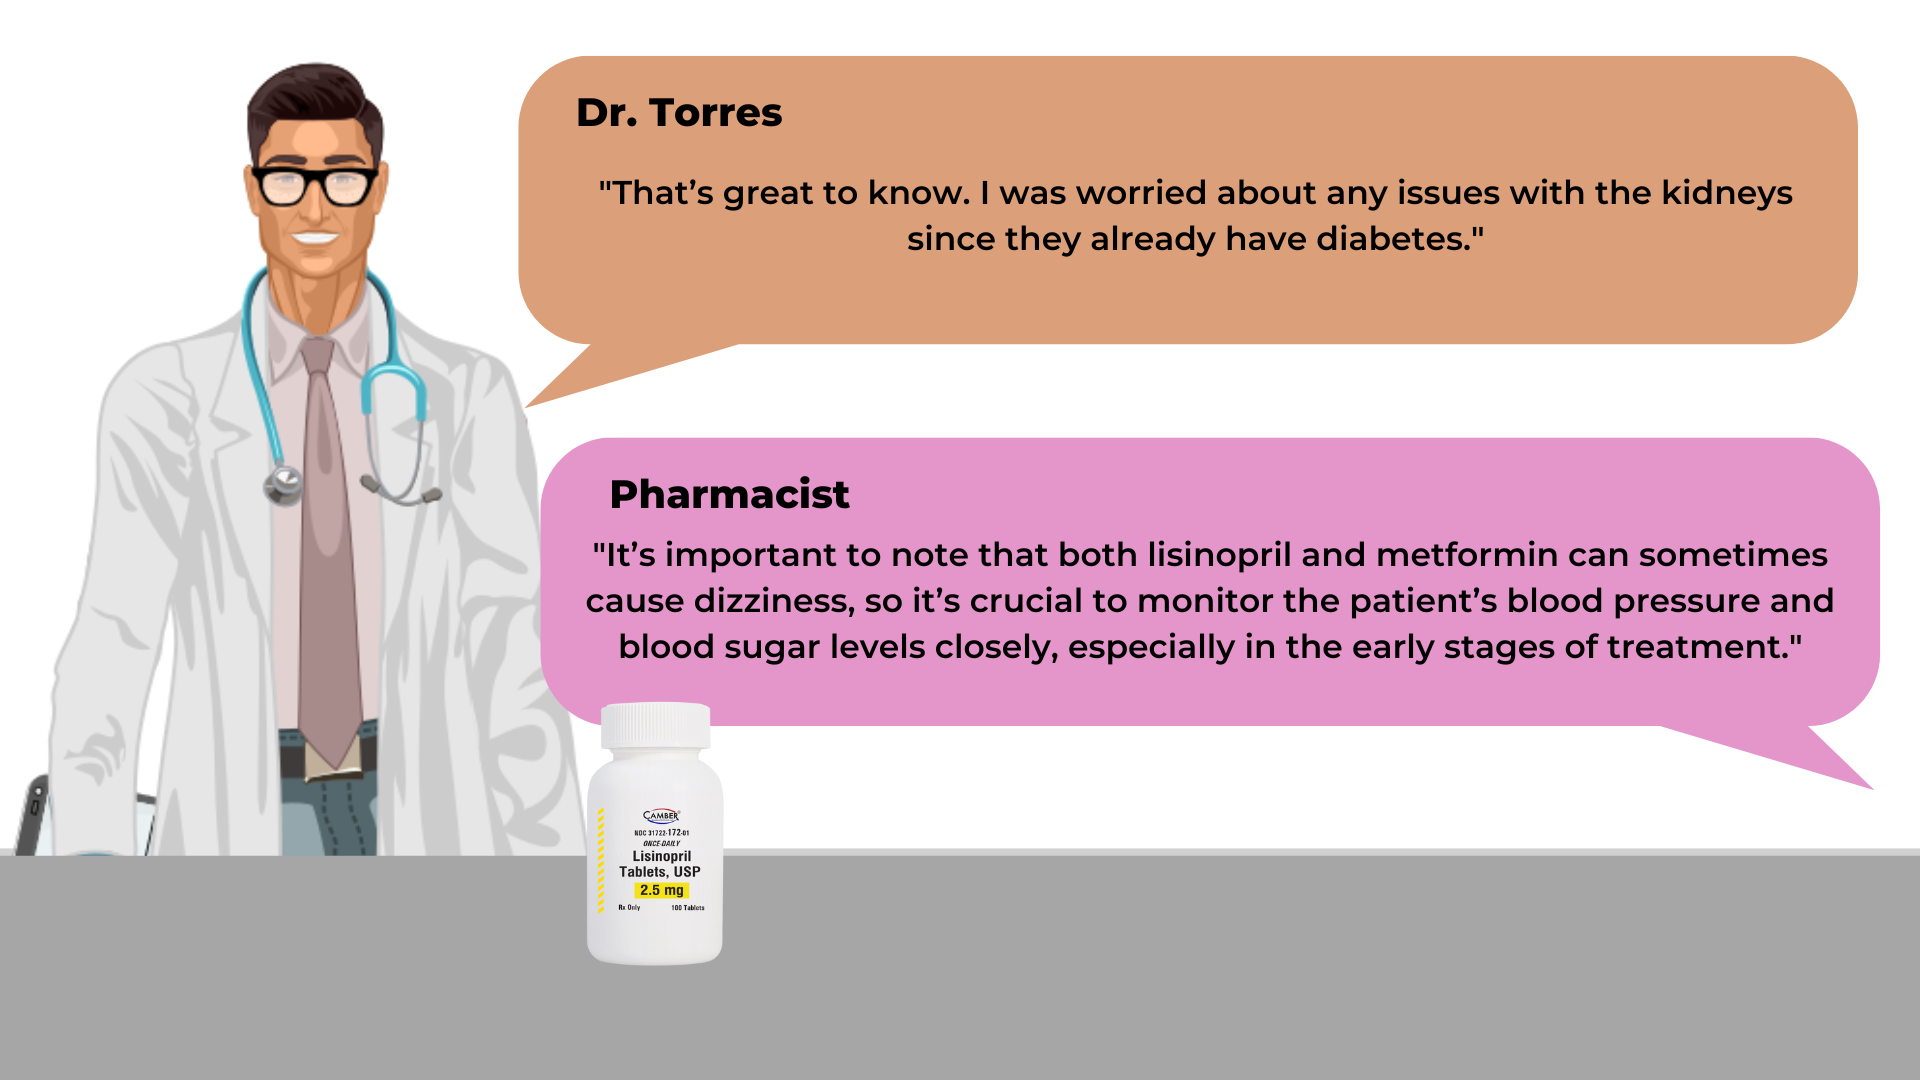 Dr. Torres
"That’s great to know. I was worried about any issues with the kidneys
since they already have diabetes."
Pharmacist
"It’s important to note that both lisinopril and metformin can sometimes
cause dizziness, so it’s crucial to monitor the patient’s blood pressure and
blood sugar levels closely, especially in the early stages of treatment."
CAMBER
NDC 31722-172-01
ONCE-DAILY
Lisinopril
Tablets, USP
2.5 mg
Rx Only 100 Tablets